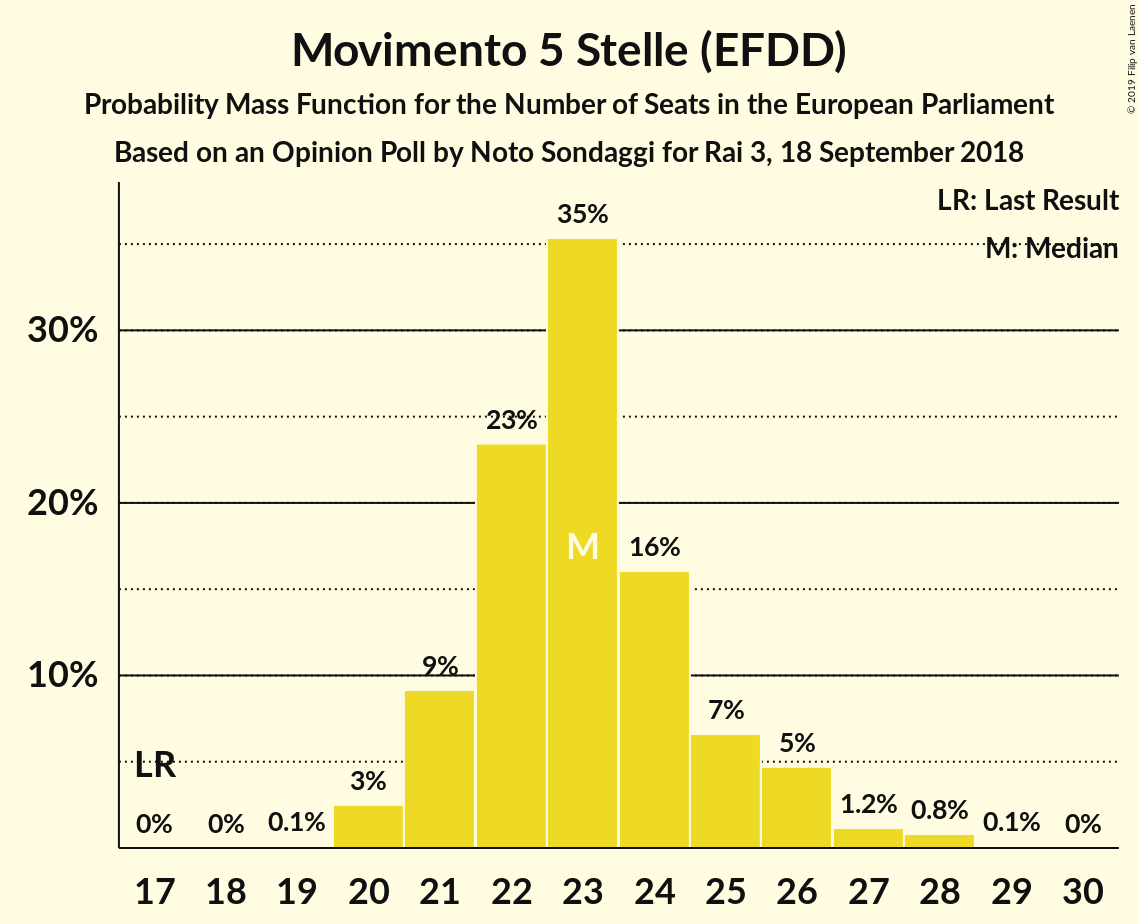 Movimento 5 Stelle (EFDD)
Probability Mass Function for the Number of Seats in the European Parliament
Based on an Opinion Poll by Noto Sondaggi for Rai 3, 18 September 2018
© 2019 Filip van Laenen
LR: Last Result
M: Median
35%
30%
23%
20%
M
16%
10%
9%
7%
5%
LR
3%
0% 0% 0.1% 1.2% 0.8% 0.1% 0%
17 18 19 20 21 22 23 24 25 26 27 28 29 30